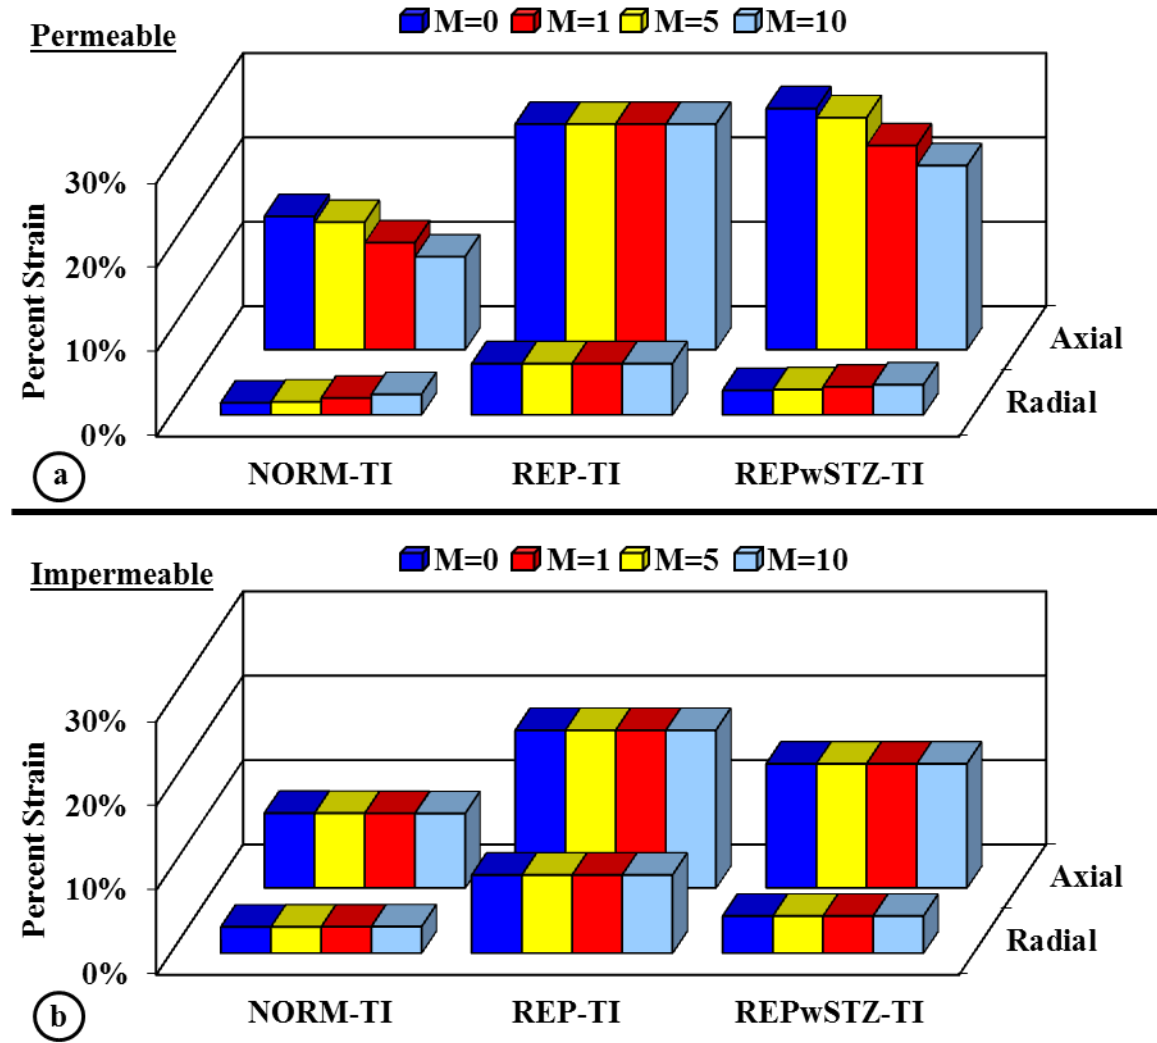 Permeable
M=0 M=1 M=5 M=10
Percent Strain
30%
20%
10%
0%
Axial
Radial
NORM-TI REP-TI REPwSTZ-TI
a
Impermeable
M=0 M=1 M=5 M=10
Percent Strain
30%
20%
10%
0%
Axial
Radial
NORM-TI REP-TI REPwSTZ-TI
b